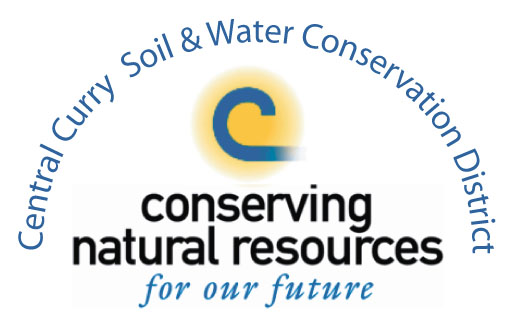 Central Curry Soil & Water Conservation District
conserving
natural resources
for our future